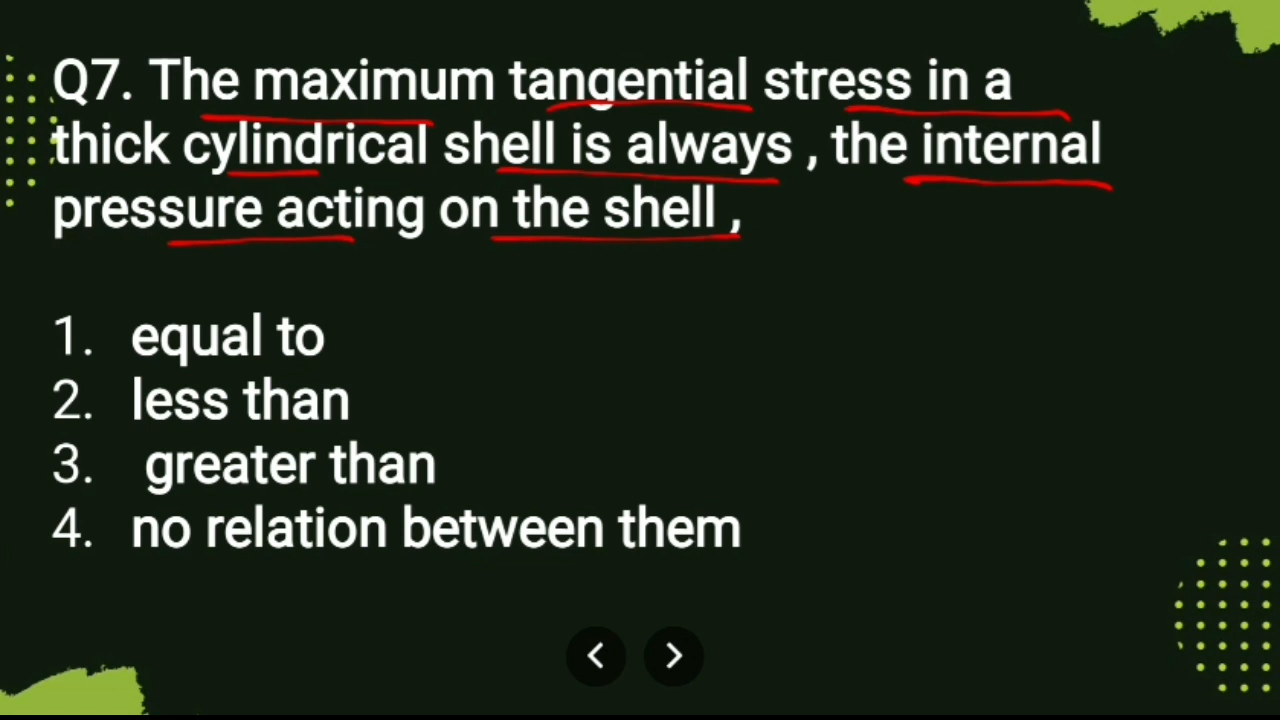 Q7. The maximum tangential stress in a
thick cylindrical shell is always , the internal
pressure acting on the shell ,
1. equal to
2. less than
3. greater than
4. no relation between them